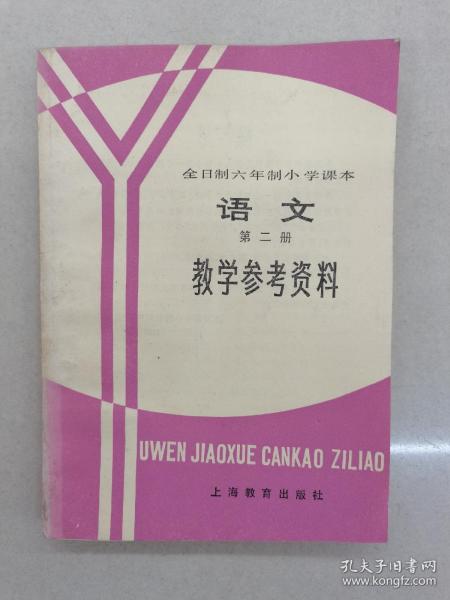 全日制六年制小学课本
语文
第二册
教学参考资料
YUWEN JIAOXUE CANKAO ZILIAO
上海教育出版社
孔夫子旧书网
www.kongfz.com